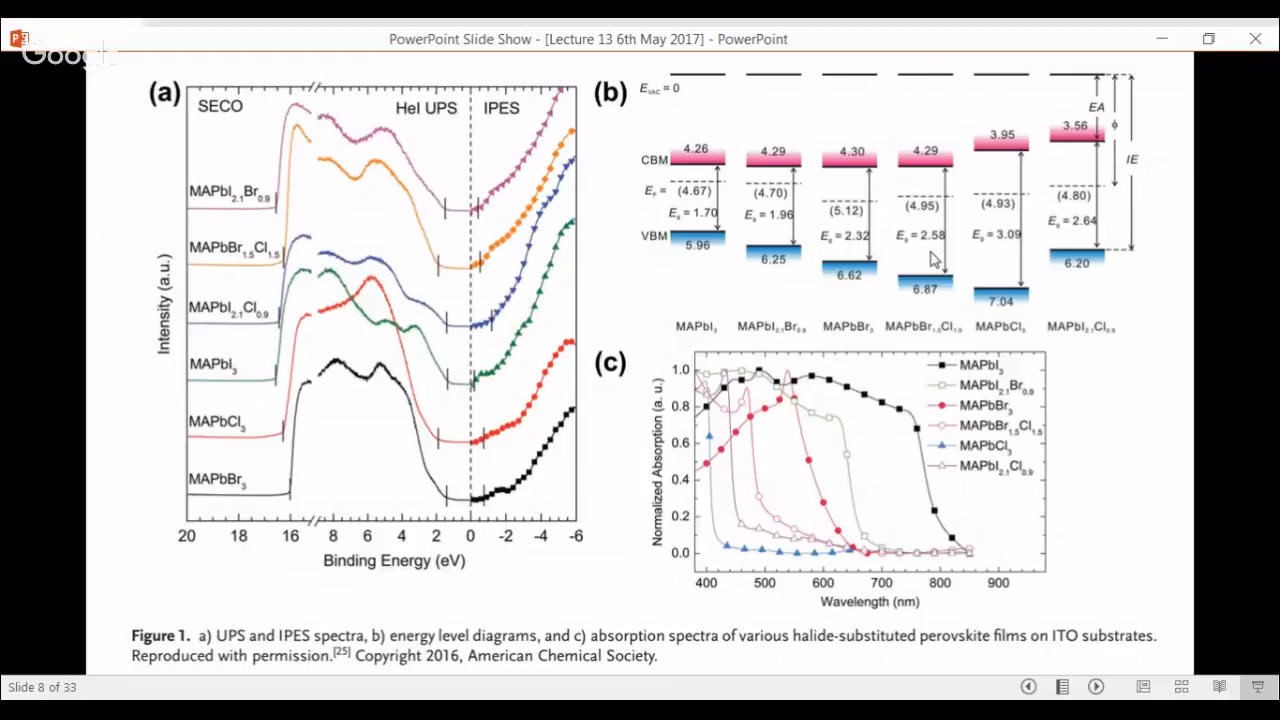 PowerPoint Slide Show - [Lecture 13 6th May 2017] - PowerPoint
Google
(a)
SECO
HeI UPS
IPES
MAPbI2.1Br0.9
MAPbBr1.5Cl1.5
MAPbI2.1Cl0.9
MAPbI3
MAPbCl3
MAPbBr3
Intensity (a.u.)
20 18 16 8 6 4 2 0 -2 -4 -6
Binding Energy (eV)
(b)
EVAC = 0
EA
ϕ
IE
4.26 4.29 4.30 4.29 3.95 3.56
CBM
EF = (4.67) (4.70) (5.12) (4.95) (4.93) (4.80)
Eg = 1.70 Eg = 1.96 Eg = 2.32 Eg = 2.58 Eg = 3.09 Eg = 2.64
VBM
5.96 6.25 6.62 6.87 7.04 6.20
MAPbI3 MAPbI2.1Br0.9 MAPbBr3 MAPbCl3 MAPbI2.1Cl0.9
(c)
Normalized Absorption (a. u.)
1.0
0.8
0.6
0.4
0.2
0.0
MAPbI3
MAPbI2.1Br0.9
MAPbBr3
MAPbBr1.5Cl1.5
MAPbCl3
MAPbI2.1Cl0.9
400 500 600 700 800 900
Wavelength (nm)
Figure 1. a) UPS and IPES spectra, b) energy level diagrams, and c) absorption spectra of various halide-substituted perovskite films on ITO substrates.
Reproduced with permission.[25] Copyright 2016, American Chemical Society.
Slide 8 of 33